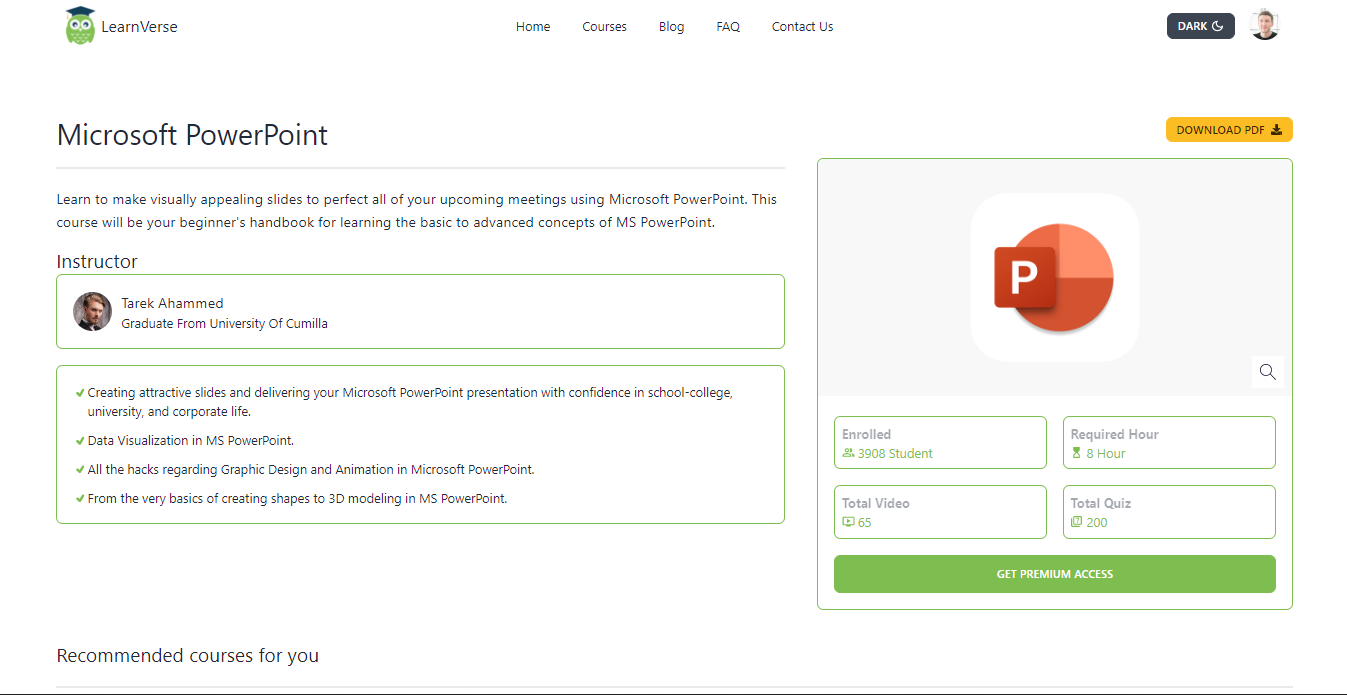 LearnVerse
Home
Courses
Blog
FAQ
Contact Us
DARK
Microsoft PowerPoint
DOWNLOAD PDF
Learn to make visually appealing slides to perfect all of your upcoming meetings using Microsoft PowerPoint. This
course will be your beginner's handbook for learning the basic to advanced concepts of MS PowerPoint.
Instructor
Tarek Ahammed
Graduate From University Of Cumilla
Creating attractive slides and delivering your Microsoft PowerPoint presentation with confidence in school-college,
university, and corporate life.
Data Visualization in MS PowerPoint.
All the hacks regarding Graphic Design and Animation in Microsoft PowerPoint.
From the very basics of creating shapes to 3D modeling in MS PowerPoint.
P
Enrolled
3908 Student
Required Hour
8 Hour
Total Video
65
Total Quiz
200
GET PREMIUM ACCESS
Recommended courses for you